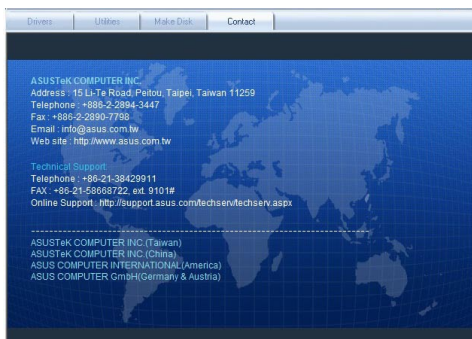 Drivers Utilities Make Disk Contact
ASUSTeK COMPUTER INC.
Address : 15 Li-Te Road, Peitou, Taipei, Taiwan 11259
Telephone : +886-2-2894-3447
Fax : +886-2-2890-7798
Email : info@asus.com.tw
Web site : http://www.asus.com.tw
Technical Support
Telephone : +86-21-38429911
FAX : +86-21-58668722, ext. 9101#
Online Support : http://support.asus.com/techserv/techserv.aspx
--------------------------------------------------------------------------------
ASUSTeK COMPUTER INC.(Taiwan)
ASUSTeK COMPUTER INC.(China)
ASUS COMPUTER INTERNATIONAL(America)
ASUS COMPUTER GmbH(Germany & Austria)